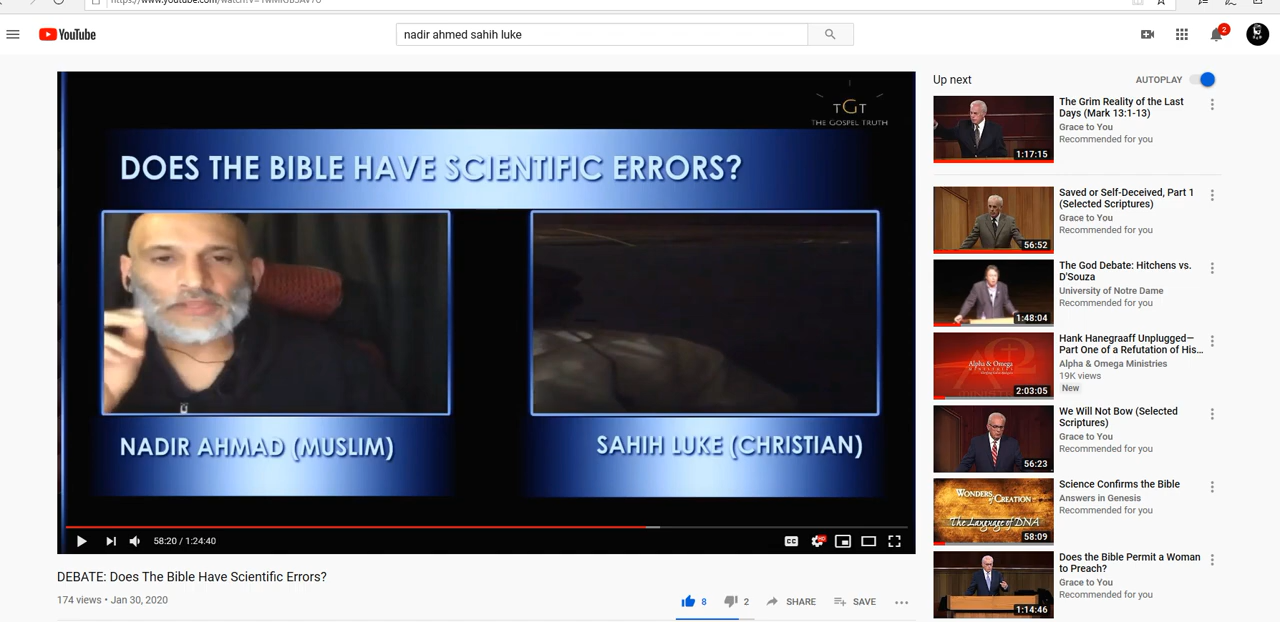 YouTube
nadir ahmed sahih luke
2
TGT
THE GOSPEL TRUTH
DOES THE BIBLE HAVE SCIENTIFIC ERRORS?
NADIR AHMAD (MUSLIM)
SAHIH LUKE (CHRISTIAN)
58:20 / 1:24:40
CC
HD
DEBATE: Does The Bible Have Scientific Errors?
174 views • Jan 30, 2020
8
2
SHARE
SAVE
Up next
AUTOPLAY
1:17:15
The Grim Reality of the Last
Days (Mark 13:1-13)
Grace to You
Recommended for you
56:52
Saved or Self-Deceived, Part 1
(Selected Scriptures)
Grace to You
Recommended for you
1:48:04
The God Debate: Hitchens vs.
D'Souza
University of Notre Dame
Recommended for you
Alpha & Omega
2:03:05
Hank Hanegraaff Unplugged—
Part One of a Refutation of His...
Alpha & Omega Ministries
19K views
New
56:23
We Will Not Bow (Selected
Scriptures)
Grace to You
Recommended for you
WONDERS OF CREATION
The Language of DNA
58:09
Science Confirms the Bible
Answers in Genesis
Recommended for you
1:14:46
Does the Bible Permit a Woman
to Preach?
Grace to You
Recommended for you